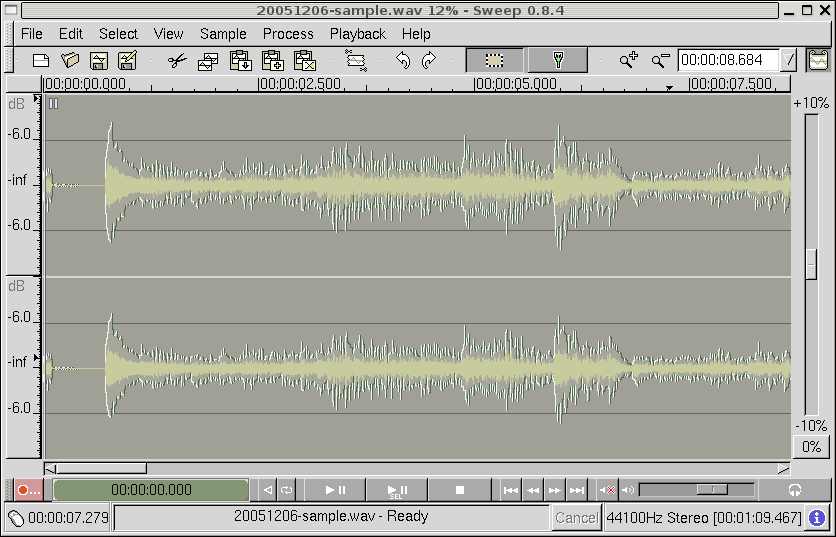 20051206-sample.wav 12% - Sweep 0.8.4
File Edit Select View Sample Process Playback Help
00:00:08.684
00:00:00.000 00:00:02.500 00:00:05.000 00:00:07.500
dB
-6.0
-inf
-6.0
dB
-6.0
-inf
-6.0
+10%
-10%
0%
00:00:00.000
SEL
00:00:07.279
20051206-sample.wav - Ready
Cancel
44100Hz Stereo [00:01:09.467]